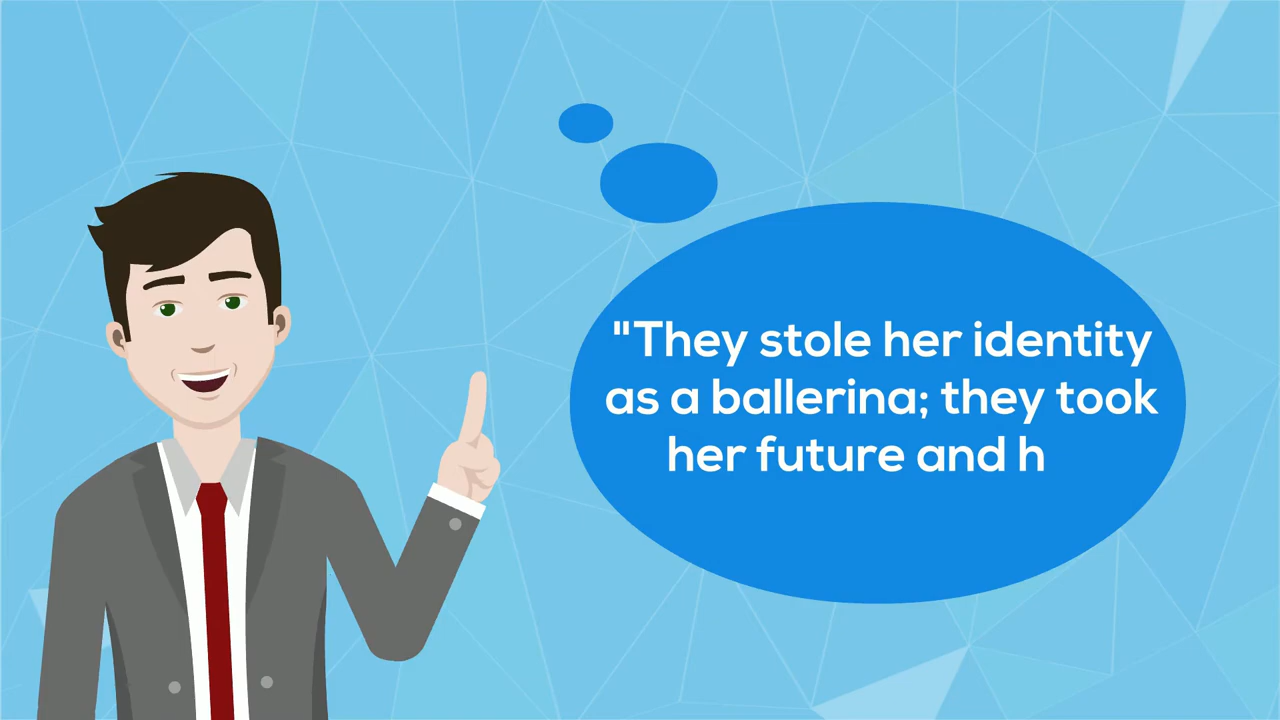 "They stole her identity
as a ballerina; they took
her future and h